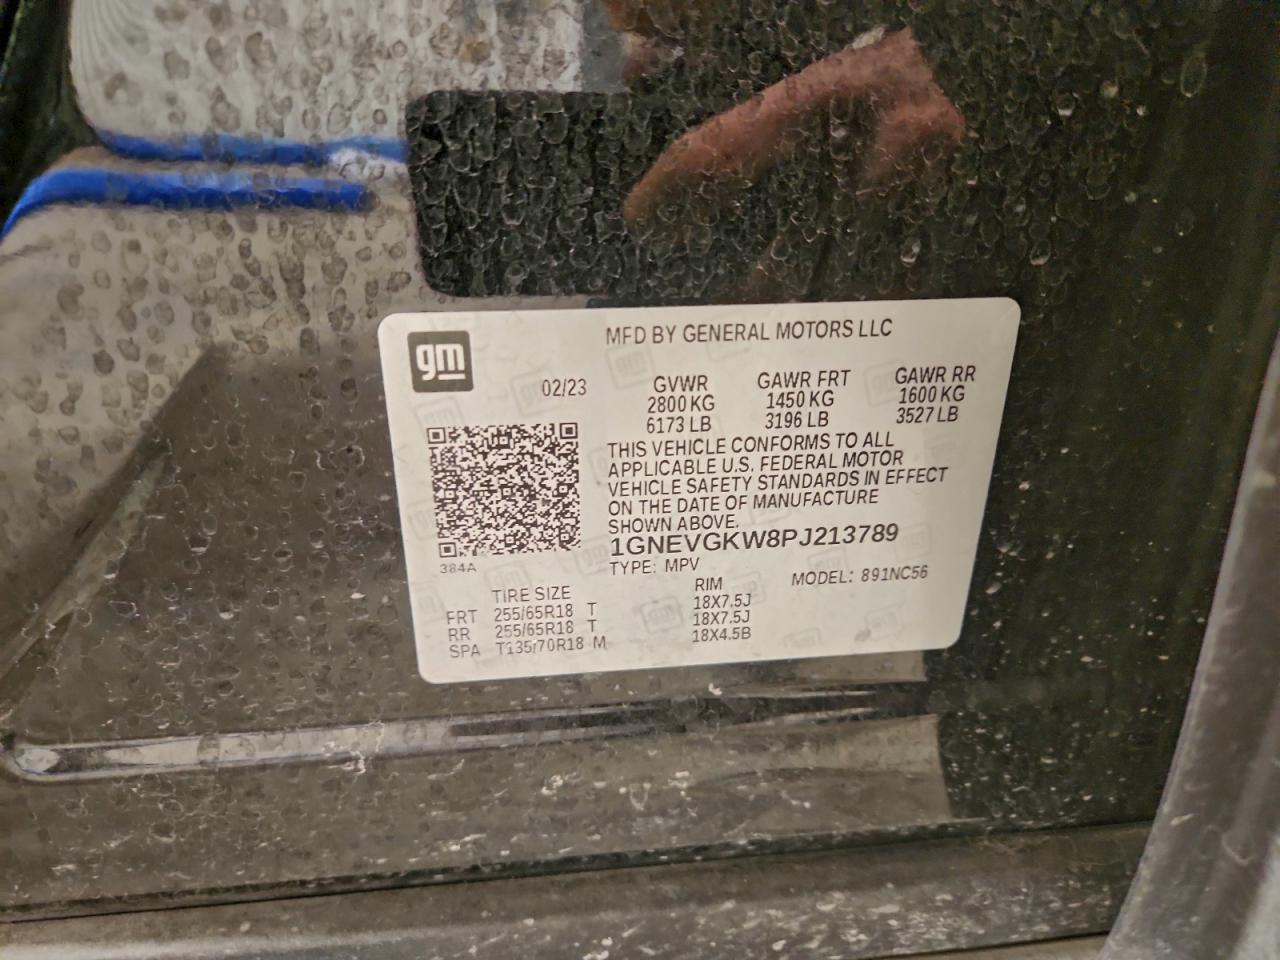 gm
MFD BY GENERAL MOTORS LLC
02/23
GVWR GAWR FRT GAWR RR
2800 KG 1450 KG 1600 KG
6173 LB 3196 LB 3527 LB
THIS VEHICLE CONFORMS TO ALL
APPLICABLE U.S. FEDERAL MOTOR
VEHICLE SAFETY STANDARDS IN EFFECT
ON THE DATE OF MANUFACTURE
SHOWN ABOVE.
1GNEVGKW8PJ213789
384A
TYPE: MPV MODEL: 891NC56
TIRE SIZE RIM
FRT 255/65R18 T 18X7.5J
RR 255/65R18 T 18X7.5J
SPA T135/70R18 M 18X4.5B